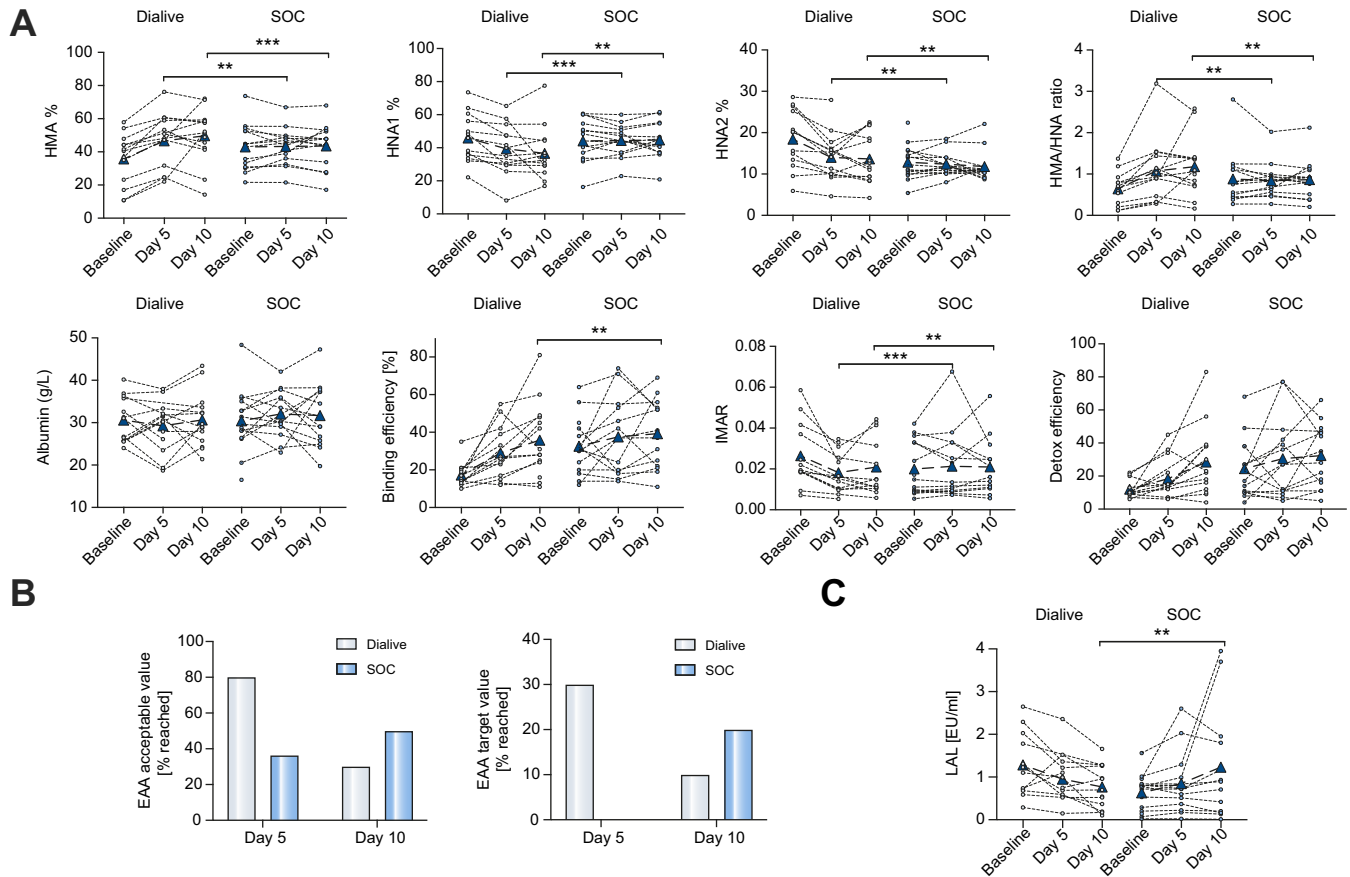 A
Dialive SOC
HMA %
100
80
60
40
20
0
***
**
Baseline Day 5 Day 10 Baseline Day 5 Day 10
Dialive SOC
HNA1 %
100
80
60
40
20
0
**
***
Baseline Day 5 Day 10 Baseline Day 5 Day 10
Dialive SOC
HNA2 %
40
30
20
10
0
**
**
Baseline Day 5 Day 10 Baseline Day 5 Day 10
Dialive SOC
HMA/HNA ratio
4
3
2
1
0
**
**
Baseline Day 5 Day 10 Baseline Day 5 Day 10
Dialive SOC
Albumin (g/L)
50
40
30
20
10
Baseline Day 5 Day 10 Baseline Day 5 Day 10
Dialive SOC
Binding efficiency [%]
80
60
40
20
0
**
Baseline Day 5 Day 10 Baseline Day 5 Day 10
Dialive SOC
IMAR
0.08
0.06
0.04
0.02
0.00
**
***
Baseline Day 5 Day 10 Baseline Day 5 Day 10
Dialive SOC
Detox efficiency
100
80
60
40
20
0
Baseline Day 5 Day 10 Baseline Day 5 Day 10
B
EAA acceptable value
[% reached]
100
80
60
40
20
0
Dialive
SOC
Day 5 Day 10
EAA target value
[% reached]
40
30
20
10
0
Dialive
SOC
Day 5 Day 10
C
Dialive SOC
LAL [EU/ml]
4
3
2
1
0
**
Baseline Day 5 Day 10 Baseline Day 5 Day 10